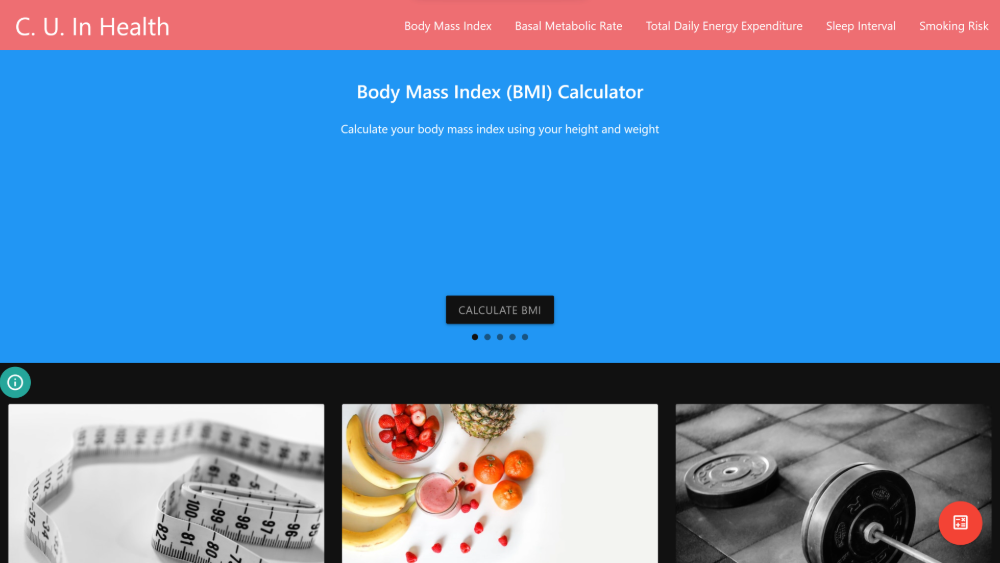 C. U. In Health
Body Mass Index
Basal Metabolic Rate
Total Daily Energy Expenditure
Sleep Interval
Smoking Risk
Body Mass Index (BMI) Calculator
Calculate your body mass index using your height and weight
CALCULATE BMI